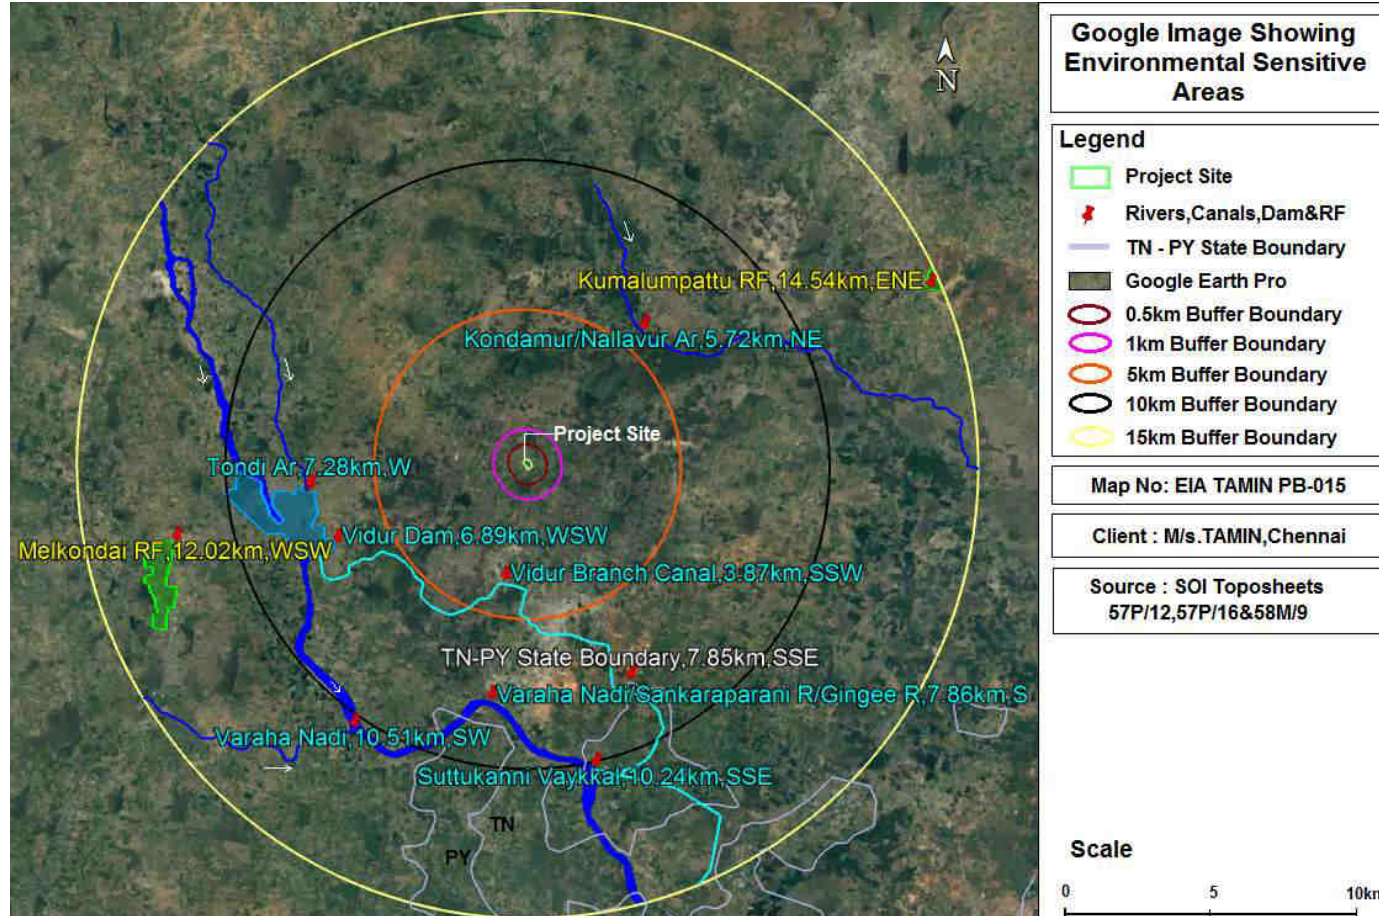 N
Kumalumpattu RF,14.54km,ENE
Kondamur/Nallavur Ar,5.72km,NE
Project Site
Tondi Ar,7.28km,W
Vidur Dam,6.89km,WSW
Melkondai RF,12.02km,WSW
Vidur Branch Canal,3.87km,SSW
TN-PY State Boundary,7.85km,SSE
Varaha Nadi/Sankaraparani R/Gingee R,7.86km,S
Varaha Nadi,10.51km,SW
Suttukanni Vaykkal,10.24km,SSE
TN
PY
Google Image Showing
Environmental Sensitive
Areas
Legend
Project Site
Rivers,Canals,Dam&RF
TN - PY State Boundary
Google Earth Pro
0.5km Buffer Boundary
1km Buffer Boundary
5km Buffer Boundary
10km Buffer Boundary
15km Buffer Boundary
Map No: EIA TAMIN PB-015
Client : M/s.TAMIN,Chennai
Source : SOI Toposheets
57P/12,57P/16&58M/9
Scale
0 5 10km